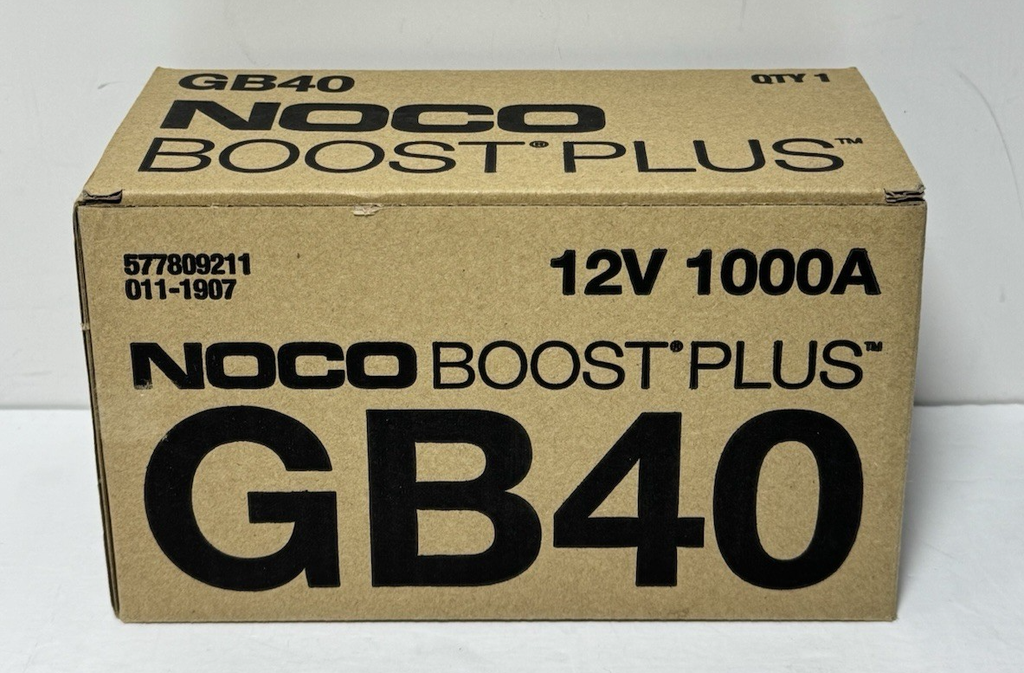 GB40 QTY 1
NOCO
BOOST® PLUS™
577809211 12V 1000A
011-1907
NOCO BOOST® PLUS™
GB40